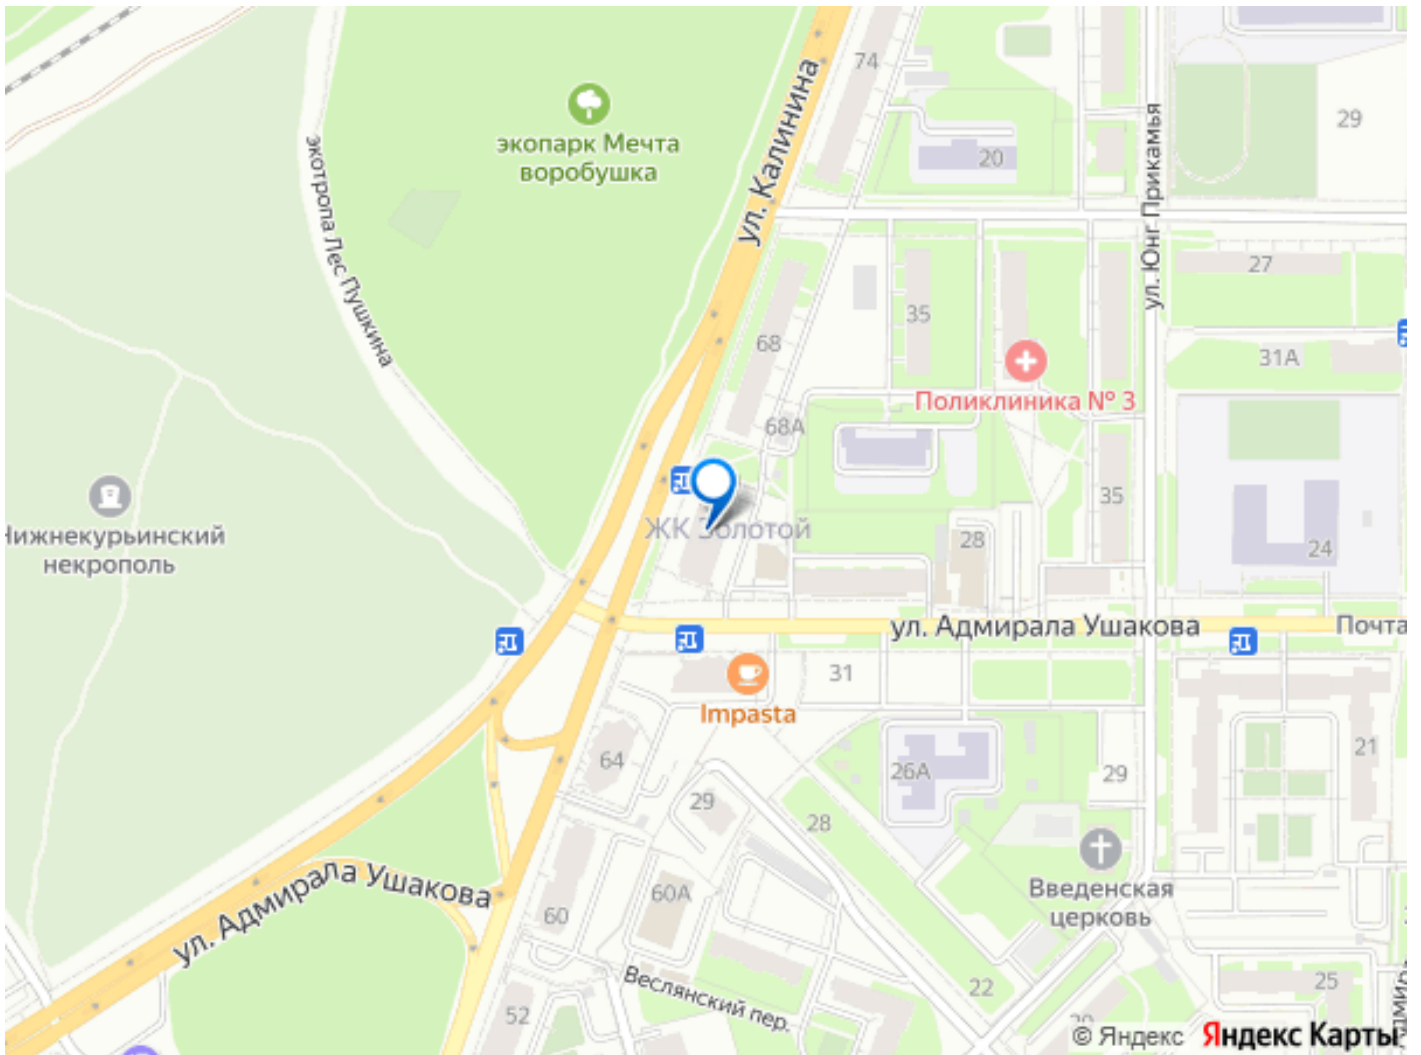 74
ул. Калинина
экопарк Мечта
воробушка
20
29
экотропа Лес Пушкина
ул. Юнг Прикамья
27
35
68
31А
Поликлиника № 3
68А
35
Нижнекурьинский
некрополь
ЖК Золотой
28
24
ул. Адмирала Ушакова
Почта
31
Impasta
64
26А
29
21
29
28
ул. Адмирала Ушакова
60А
60
Введенская
церковь
Веслянский пер.
22
25
52
20
© Яндекс Яндекс Карты